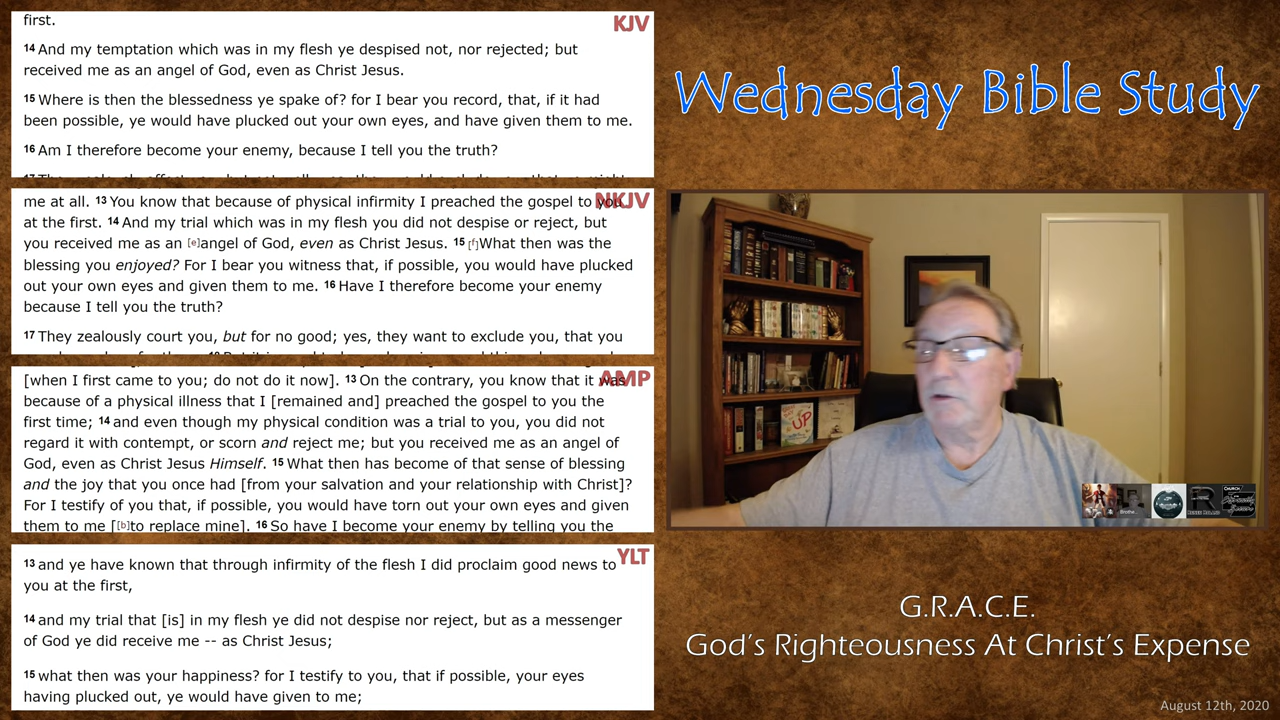 first.
KJV
14 And my temptation which was in my flesh ye despised not, nor rejected; but
received me as an angel of God, even as Christ Jesus.
15 Where is then the blessedness ye spake of? for I bear you record, that, if it had
been possible, ye would have plucked out your own eyes, and have given them to me.
16 Am I therefore become your enemy, because I tell you the truth?
me at all. 13 You know that because of physical infirmity I preached the gospel to you
NKJV
at the first. 14 And my trial which was in my flesh you did not despise or reject, but
you received me as an [e]angel of God, even as Christ Jesus. 15 [f]What then was the
blessing you enjoyed? For I bear you witness that, if possible, you would have plucked
out your own eyes and given them to me. 16 Have I therefore become your enemy
because I tell you the truth?
17 They zealously court you, but for no good; yes, they want to exclude you, that you
[when I first came to you; do not do it now]. 13 On the contrary, you know that it was
AMP
because of a physical illness that I [remained and] preached the gospel to you the
first time; 14 and even though my physical condition was a trial to you, you did not
regard it with contempt, or scorn and reject me; but you received me as an angel of
God, even as Christ Jesus Himself. 15 What then has become of that sense of blessing
and the joy that you once had [from your salvation and your relationship with Christ]?
For I testify of you that, if possible, you would have torn out your own eyes and given
them to me [[b]to replace mine]. 16 So have I become your enemy by telling you the
YLT
13 and ye have known that through infirmity of the flesh I did proclaim good news to
you at the first,
14 and my trial that [is] in my flesh ye did not despise nor reject, but as a messenger
of God ye did receive me -- as Christ Jesus;
15 what then was your happiness? for I testify to you, that if possible, your eyes
having plucked out, ye would have given to me;
Wednesday Bible Study
UP
Brothe...
CHURCH
G.R.A.C.E.
God's Righteousness At Christ's Expense
August 12th, 2020